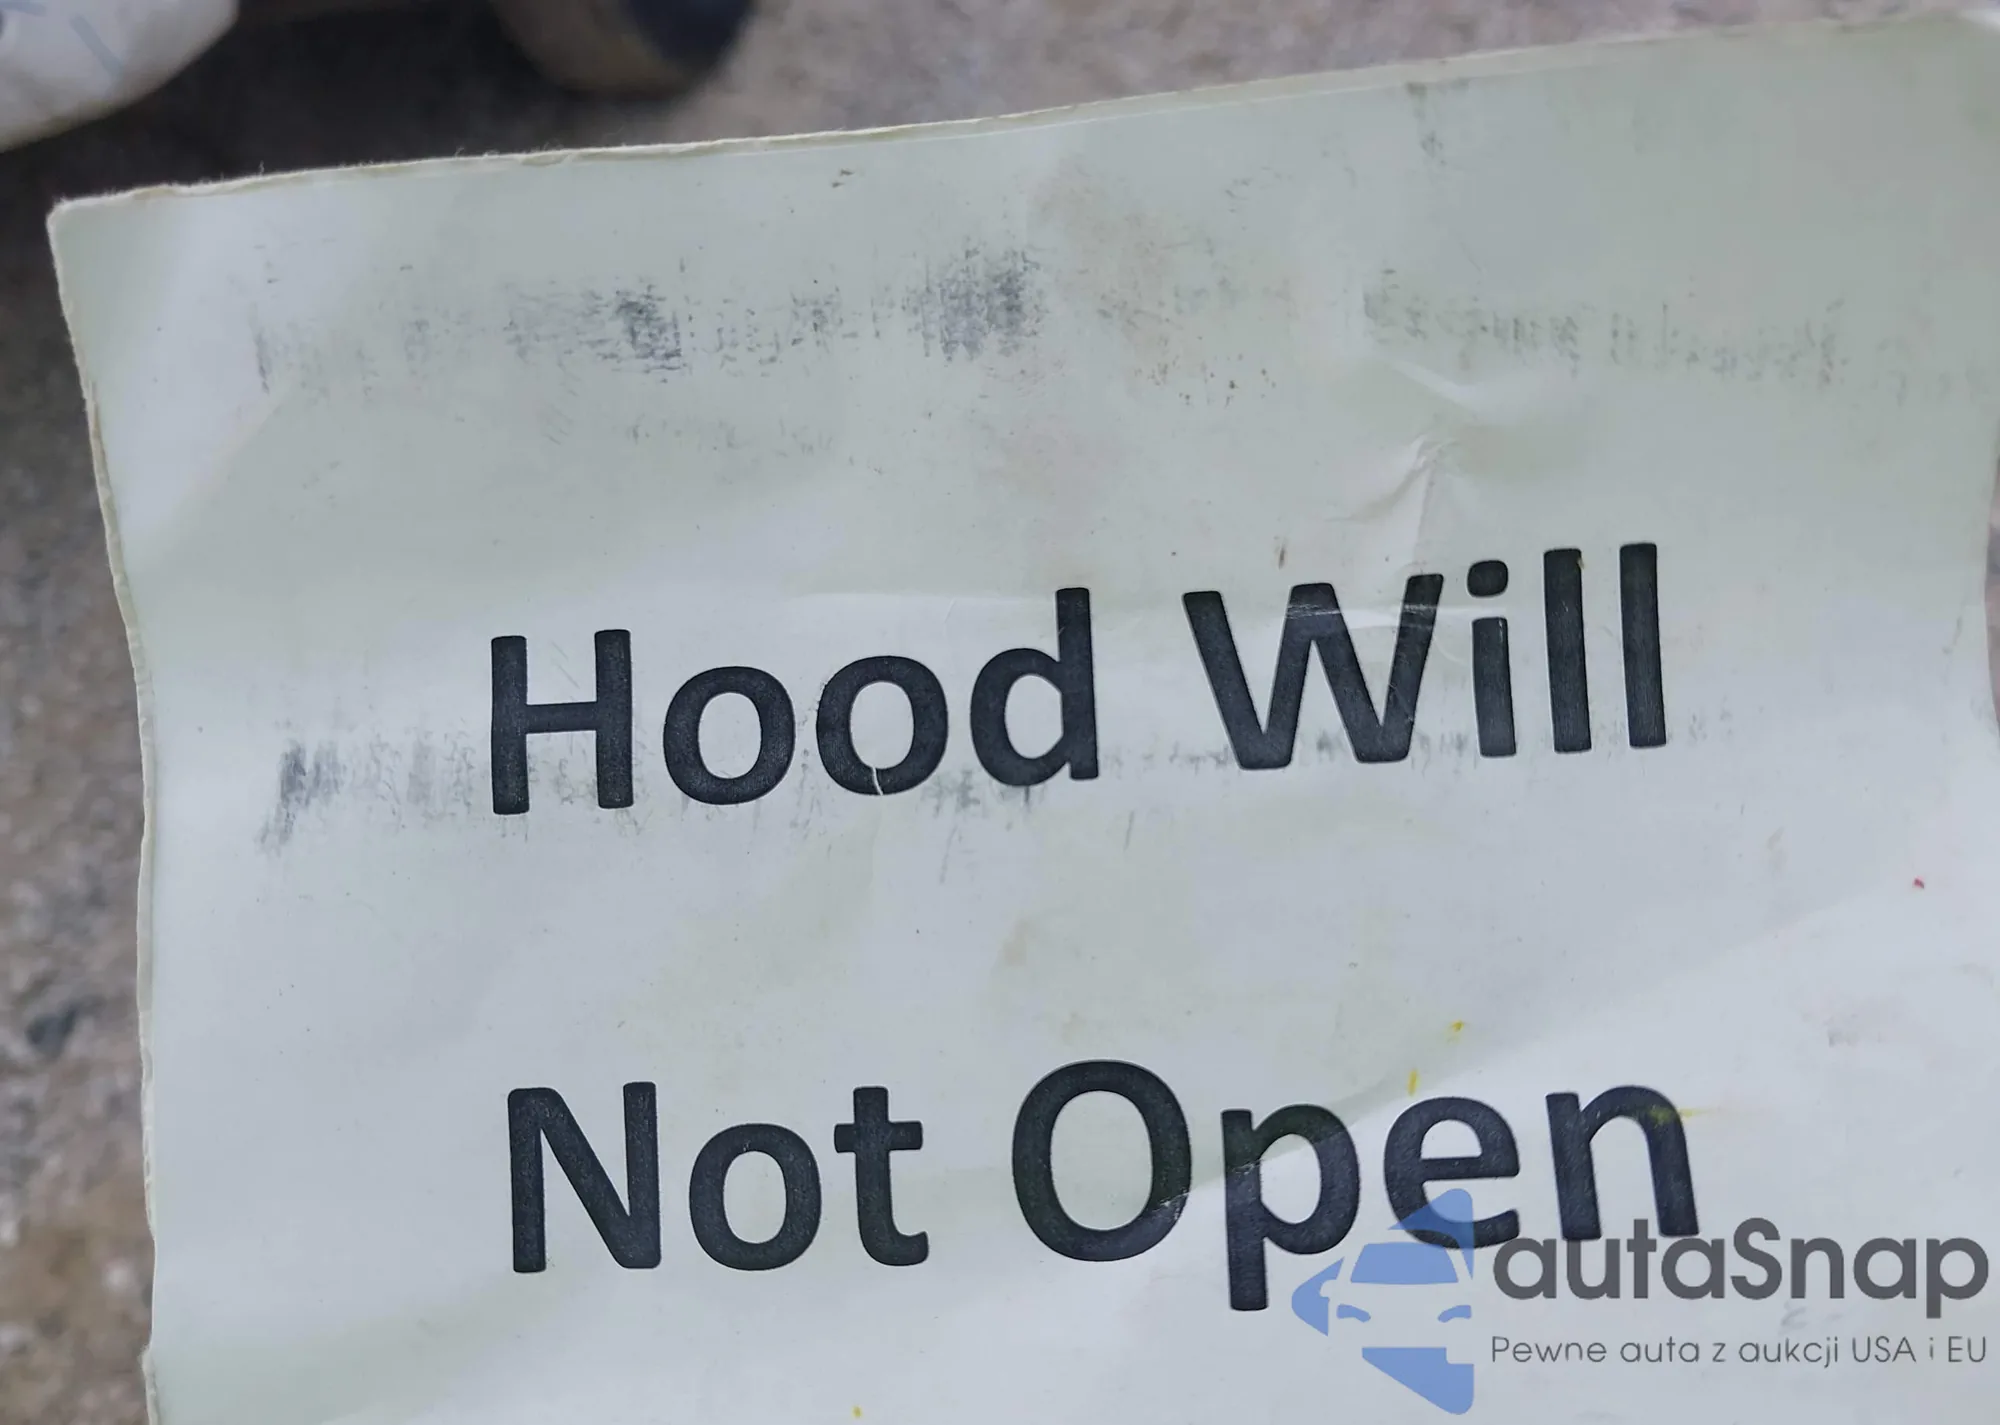 Hood Will
Not Open
autaSnap
Pewne auta z aukcji USA i EU